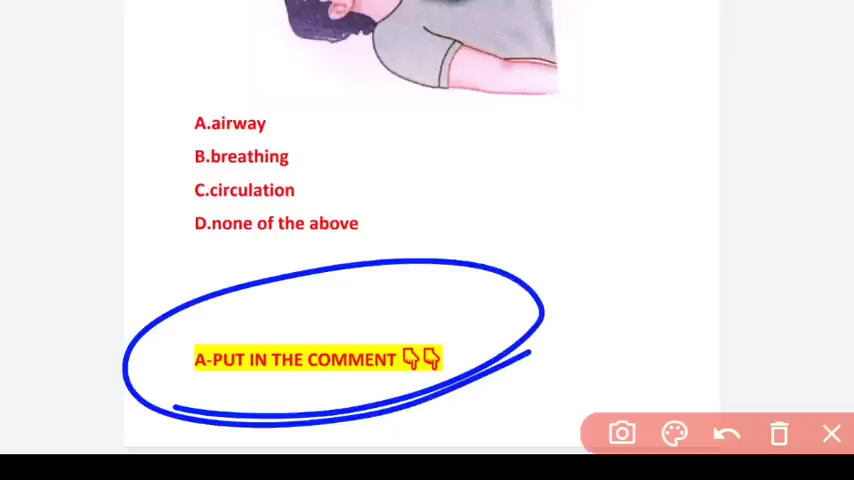 A.airway
B.breathing
C.circulation
D.none of the above
A-PUT IN THE COMMENT 👇👇